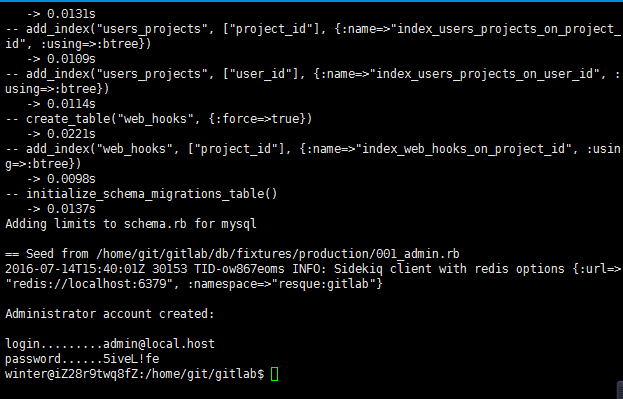 -> 0.0131s
-- add_index("users_projects", ["project_id"], {:name=>"index_users_projects_on_project_
id", :using=>:btree})
   -> 0.0109s
-- add_index("users_projects", ["user_id"], {:name=>"index_users_projects_on_user_id", :
using=>:btree})
   -> 0.0114s
-- create_table("web_hooks", {:force=>true})
   -> 0.0221s
-- add_index("web_hooks", ["project_id"], {:name=>"index_web_hooks_on_project_id", :usin
g=>:btree})
   -> 0.0098s
-- initialize_schema_migrations_table()
   -> 0.0137s
Adding limits to schema.rb for mysql
== Seed from /home/git/gitlab/db/fixtures/production/001_admin.rb
2016-07-14T15:40:01Z 30153 TID-ow867eoms INFO: Sidekiq client with redis options {:url=>
"redis://localhost:6379", :namespace=>"resque:gitlab"}
Administrator account created:
login.........admin@local.host
password......5iveL!fe
winter@iZ28r9twq8fZ:/home/git/gitlab$